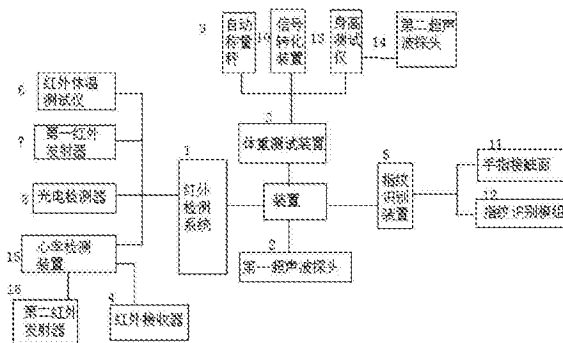 9
自动
称量
秤
10
信号
转化
装置
13
身高
测试
仪
14
第二超声
波探头
6
红外体温
测试仪
7
第一红外
发射器
光电检测器
15
心率检测
装置
16
第二红外
发射器
4
红外接收器
1
红外
检测
系统
体重测试装置
装置
第一超声波探头
指纹
识别
装置
11
手指接触面
12
指纹识别模组